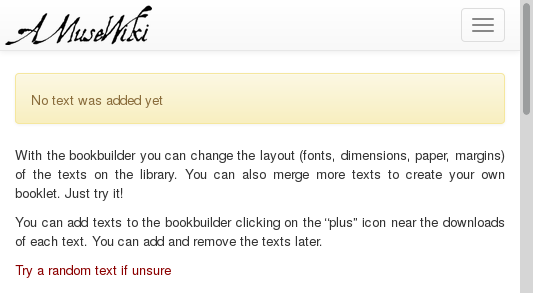 AMuseWiki
No text was added yet
With the bookbuilder you can change the layout (fonts, dimensions, paper, margins)
of the texts on the library. You can also merge more texts to create your own
booklet. Just try it!
You can add texts to the bookbuilder clicking on the “plus” icon near the downloads
of each text. You can add and remove the texts later.
Try a random text if unsure